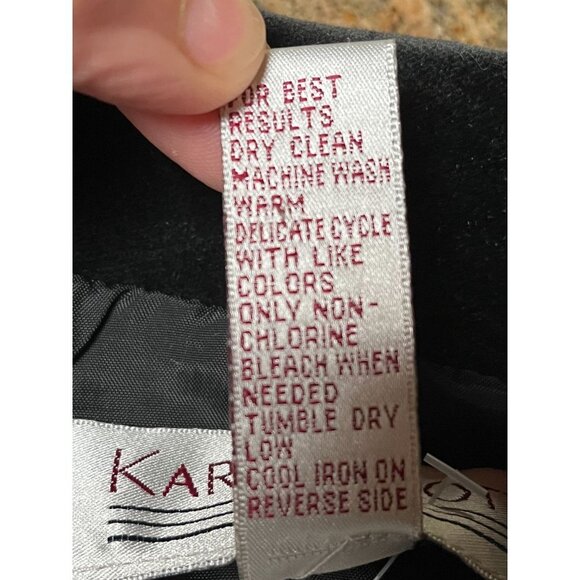 FOR BEST
RESULTS
DRY CLEAN
MACHINE WASH
WARM
DELICATE CYCLE
WITH LIKE
COLORS
ONLY NON-
CHLORINE
BLEACH WHEN
NEEDED
TUMBLE DRY
LOW
COOL IRON ON
REVERSE SIDE
KAR